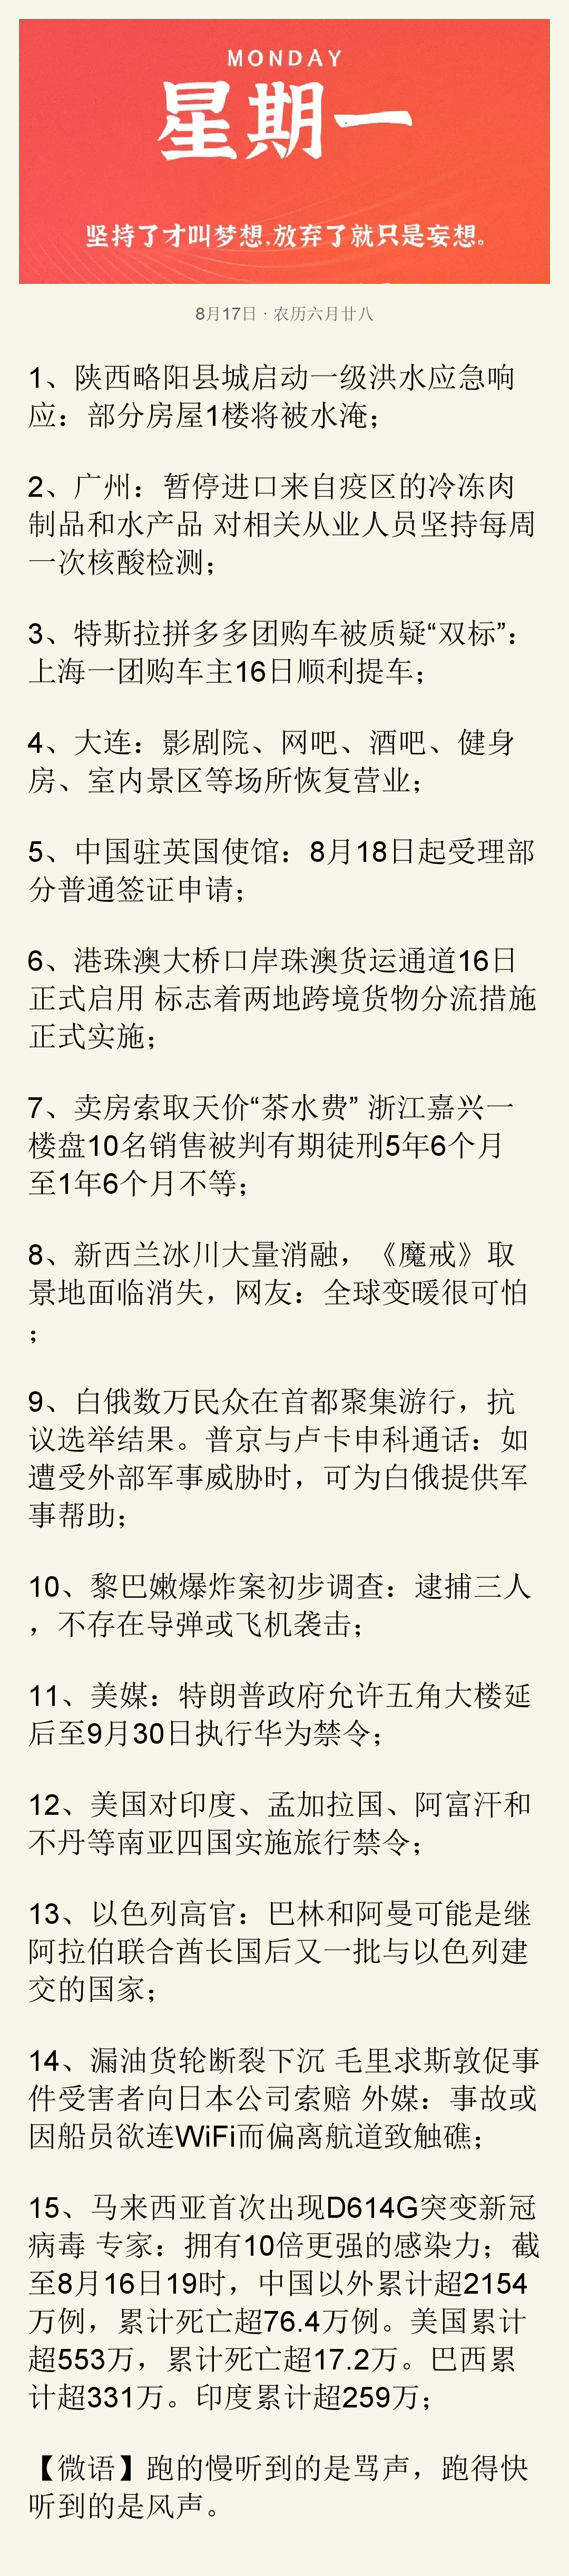 MONDAY
星期一
坚持了才叫梦想,放弃了就只是妄想。
8月17日 · 农历六月廿八
1、陕西略阳县城启动一级洪水应急响
应：部分房屋1楼将被水淹；
2、广州：暂停进口来自疫区的冷冻肉
制品和水产品 对相关从业人员坚持每周
一次核酸检测；
3、特斯拉拼多多团购车被质疑“双标”：
上海一团购车主16日顺利提车；
4、大连：影剧院、网吧、酒吧、健身
房、室内景区等场所恢复营业；
5、中国驻英国使馆：8月18日起受理部
分普通签证申请；
6、港珠澳大桥口岸珠澳货运通道16日
正式启用 标志着两地跨境货物分流措施
正式实施；
7、卖房索取天价“茶水费” 浙江嘉兴一
楼盘10名销售被判有期徒刑5年6个月
至1年6个月不等；
8、新西兰冰川大量消融，《魔戒》取
景地面临消失，网友：全球变暖很可怕
；
9、白俄数万民众在首都聚集游行，抗
议选举结果。普京与卢卡申科通话：如
遭受外部军事威胁时，可为白俄提供军
事帮助；
10、黎巴嫩爆炸案初步调查：逮捕三人
，不存在导弹或飞机袭击；
11、美媒：特朗普政府允许五角大楼延
后至9月30日执行华为禁令；
12、美国对印度、孟加拉国、阿富汗和
不丹等南亚四国实施旅行禁令；
13、以色列高官：巴林和阿曼可能是继
阿拉伯联合酋长国后又一批与以色列建
交的国家；
14、漏油货轮断裂下沉 毛里求斯敦促事
件受害者向日本公司索赔 外媒：事故或
因船员欲连WiFi而偏离航道致触礁；
15、马来西亚首次出现D614G突变新冠
病毒 专家：拥有10倍更强的感染力；截
至8月16日19时，中国以外累计超2154
万例，累计死亡超76.4万例。美国累计
超553万，累计死亡超17.2万。巴西累
计超331万。印度累计超259万；
【微语】跑的慢听到的是骂声，跑得快
听到的是风声。